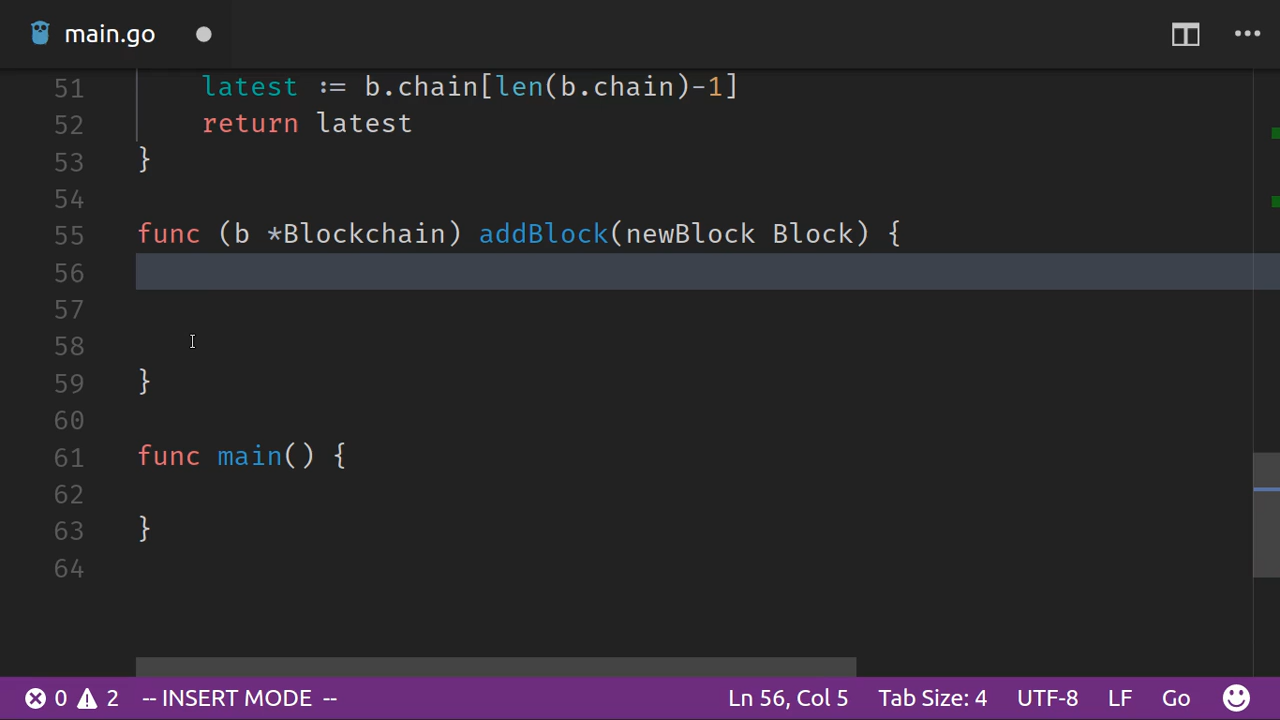 main.go
51 latest := b.chain[len(b.chain)-1]
52 return latest
53 }
54
55 func (b *Blockchain) addBlock(newBlock Block) {
56
57
58
59 }
60
61 func main() {
62
63 }
64
0 2 -- INSERT MODE -- Ln 56, Col 5 Tab Size: 4 UTF-8 LF Go